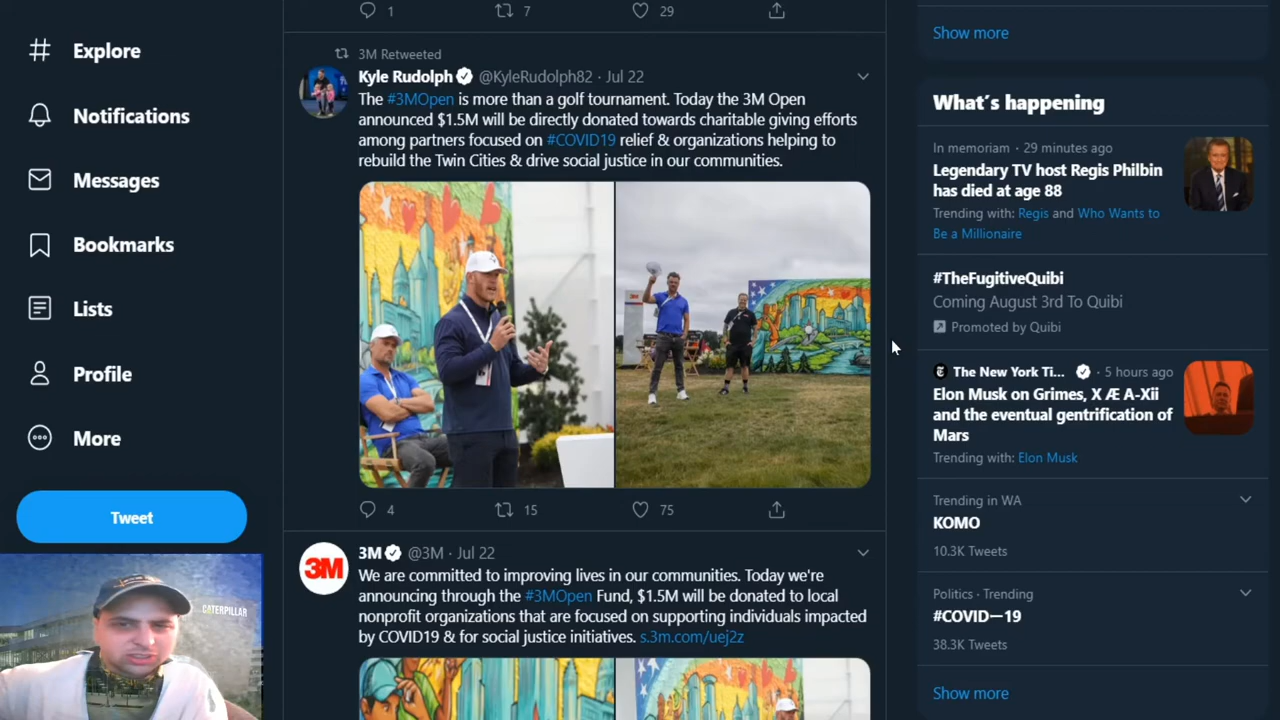 Explore
Notifications
Messages
Bookmarks
Lists
Profile
More
Tweet
1
7
29
3M Retweeted
Kyle Rudolph @KyleRudolph82 · Jul 22
The #3MOpen is more than a golf tournament. Today the 3M Open
announced $1.5M will be directly donated towards charitable giving efforts
among partners focused on #COVID19 relief & organizations helping to
rebuild the Twin Cities & drive social justice in our communities.
3M
4
15
75
3M
3M @3M · Jul 22
We are committed to improving lives in our communities. Today we're
announcing through the #3MOpen Fund, $1.5M will be donated to local
nonprofit organizations that are focused on supporting individuals impacted
by COVID19 & for social justice initiatives. s.3m.com/uej2z
Show more
What's happening
In memoriam · 29 minutes ago
Legendary TV host Regis Philbin
has died at age 88
Trending with: Regis and Who Wants to
Be a Millionaire
#TheFugitiveQuibi
Coming August 3rd To Quibi
Promoted by Quibi
The New York Ti... · 5 hours ago
Elon Musk on Grimes, X Æ A-Xii
and the eventual gentrification of
Mars
Trending with: Elon Musk
Trending in WA
KOMO
10.3K Tweets
Politics · Trending
#COVID—19
38.3K Tweets
Show more
CATERPILLAR